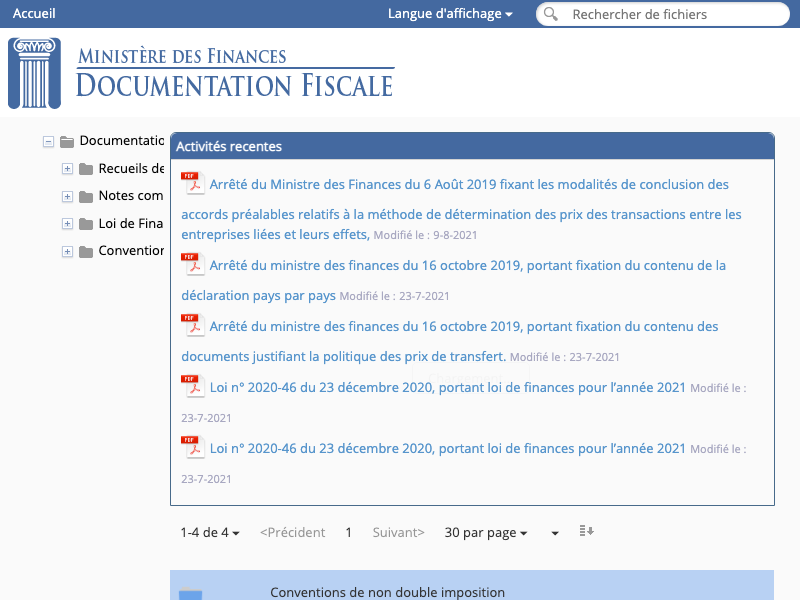 Accueil
Langue d'affichage
Rechercher de fichiers
MINISTÈRE DES FINANCES
DOCUMENTATION FISCALE
Documentatio
Recueils de
Notes com
Loi de Fina
Convention
Activités recentes
PDF Arrêté du Ministre des Finances du 6 Août 2019 fixant les modalités de conclusion des
accords préalables relatifs à la méthode de détermination des prix des transactions entre les
entreprises liées et leurs effets, Modifié le : 9-8-2021
PDF Arrêté du ministre des finances du 16 octobre 2019, portant fixation du contenu de la
déclaration pays par pays Modifié le : 23-7-2021
PDF Arrêté du ministre des finances du 16 octobre 2019, portant fixation du contenu des
documents justifiant la politique des prix de transfert. Modifié le : 23-7-2021
PDF Loi n° 2020-46 du 23 décembre 2020, portant loi de finances pour l’année 2021 Modifié le :
23-7-2021
PDF Loi n° 2020-46 du 23 décembre 2020, portant loi de finances pour l’année 2021 Modifié le :
23-7-2021
1-4 de 4 <Précident 1 Suivant> 30 par page
Conventions de non double imposition